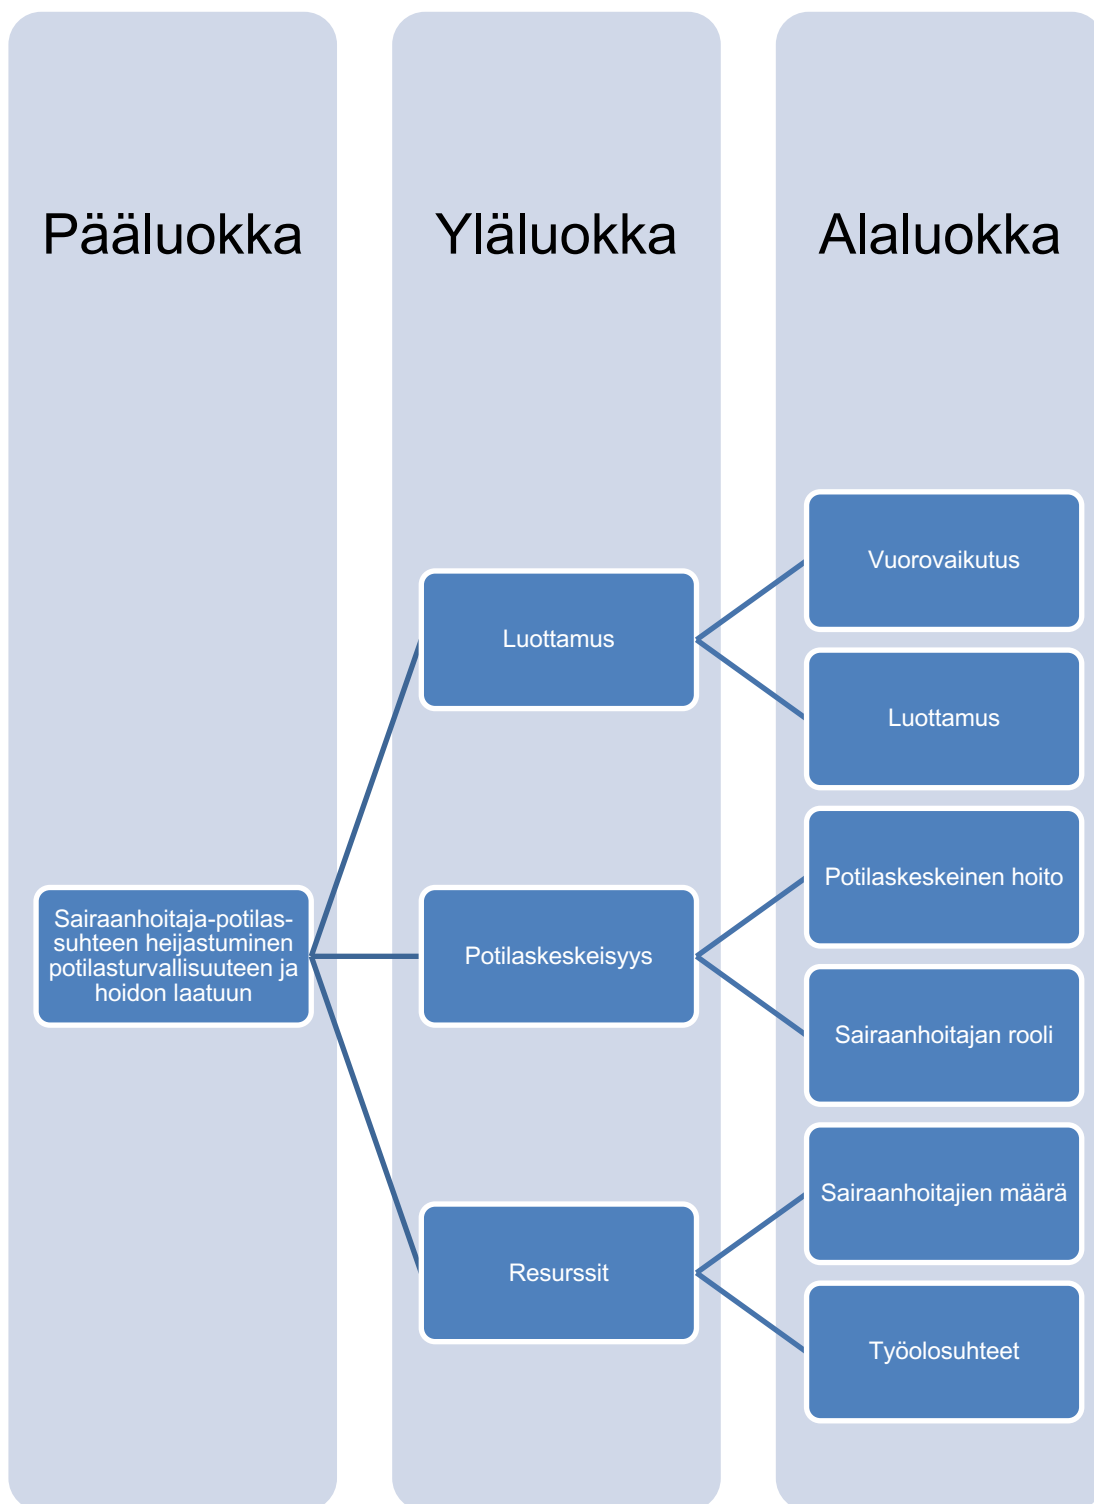 Pääluokka
Yläluokka
Alaluokka
Sairaanhoitaja-potilas-
suhteen heijastuminen
potilasturvallisuuteen ja
hoidon laatuun
Luottamus
Vuorovaikutus
Luottamus
Potilaskeskeisyys
Potilaskeskeinen hoito
Sairaanhoitajan rooli
Resurssit
Sairaanhoitajien määrä
Työolosuhteet